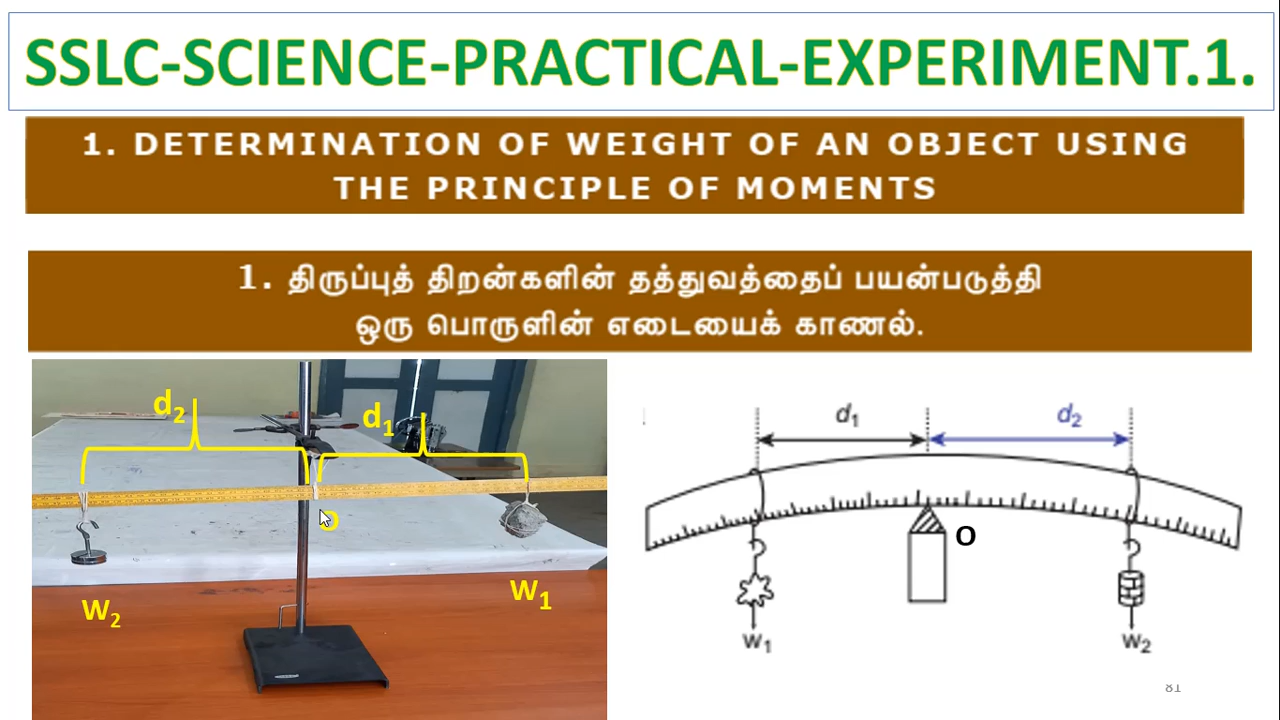 SSLC-SCIENCE-PRACTICAL-EXPERIMENT.1.
1. DETERMINATION OF WEIGHT OF AN OBJECT USING
THE PRINCIPLE OF MOMENTS
1. திருப்புத் திறன்களின் தத்துவத்தைப் பயன்படுத்தி
ஒரு பொருளின் எடையைக் காணல்.
d₂
d₁
O
W₂
W₁
d₁
d₂
O
W₁
W₂
81